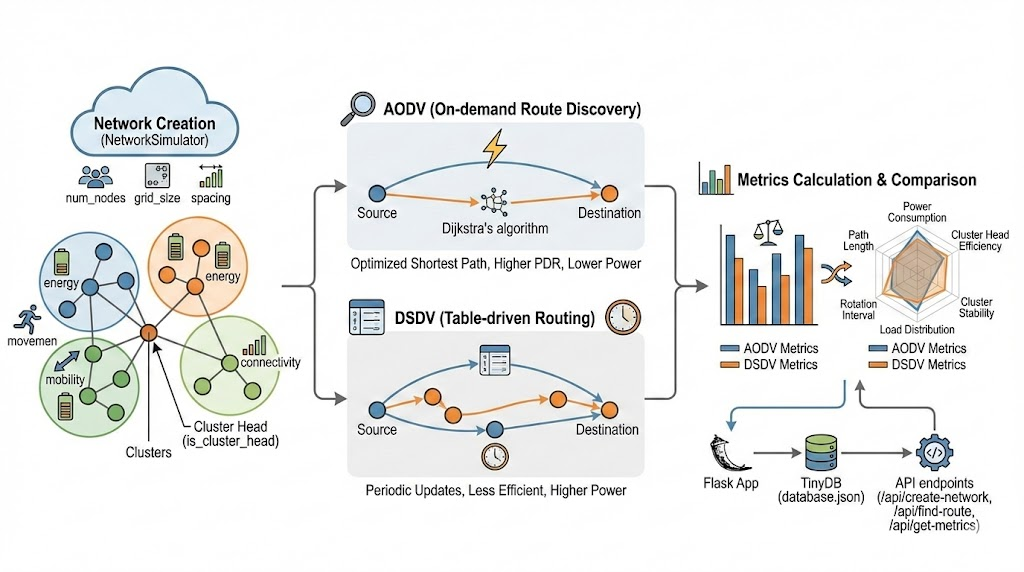 Network Creation
(NetworkSimulator)
num_nodes
grid_size
spacing
energy
energy
movemen
mobility
connectivity
Cluster Head
(is_cluster_head)
Clusters
AODV (On-demand Route Discovery)
Source
Destination
Dijkstra's algorithm
Optimized Shortest Path, Higher PDR, Lower Power
DSDV (Table-driven Routing)
Source
Destination
Periodic Updates, Less Efficient, Higher Power
Metrics Calculation & Comparison
Power
Consumption
Path
Length
Cluster Head
Efficiency
Rotation
Interval
Cluster
Stability
Load Distribution
AODV Metrics
DSDV Metrics
AODV Metrics
DSDV Metrics
Flask App
TinyDB
(database.json)
API endpoints
(/api/create-network,
/api/find-route,
/api/get-metrics)